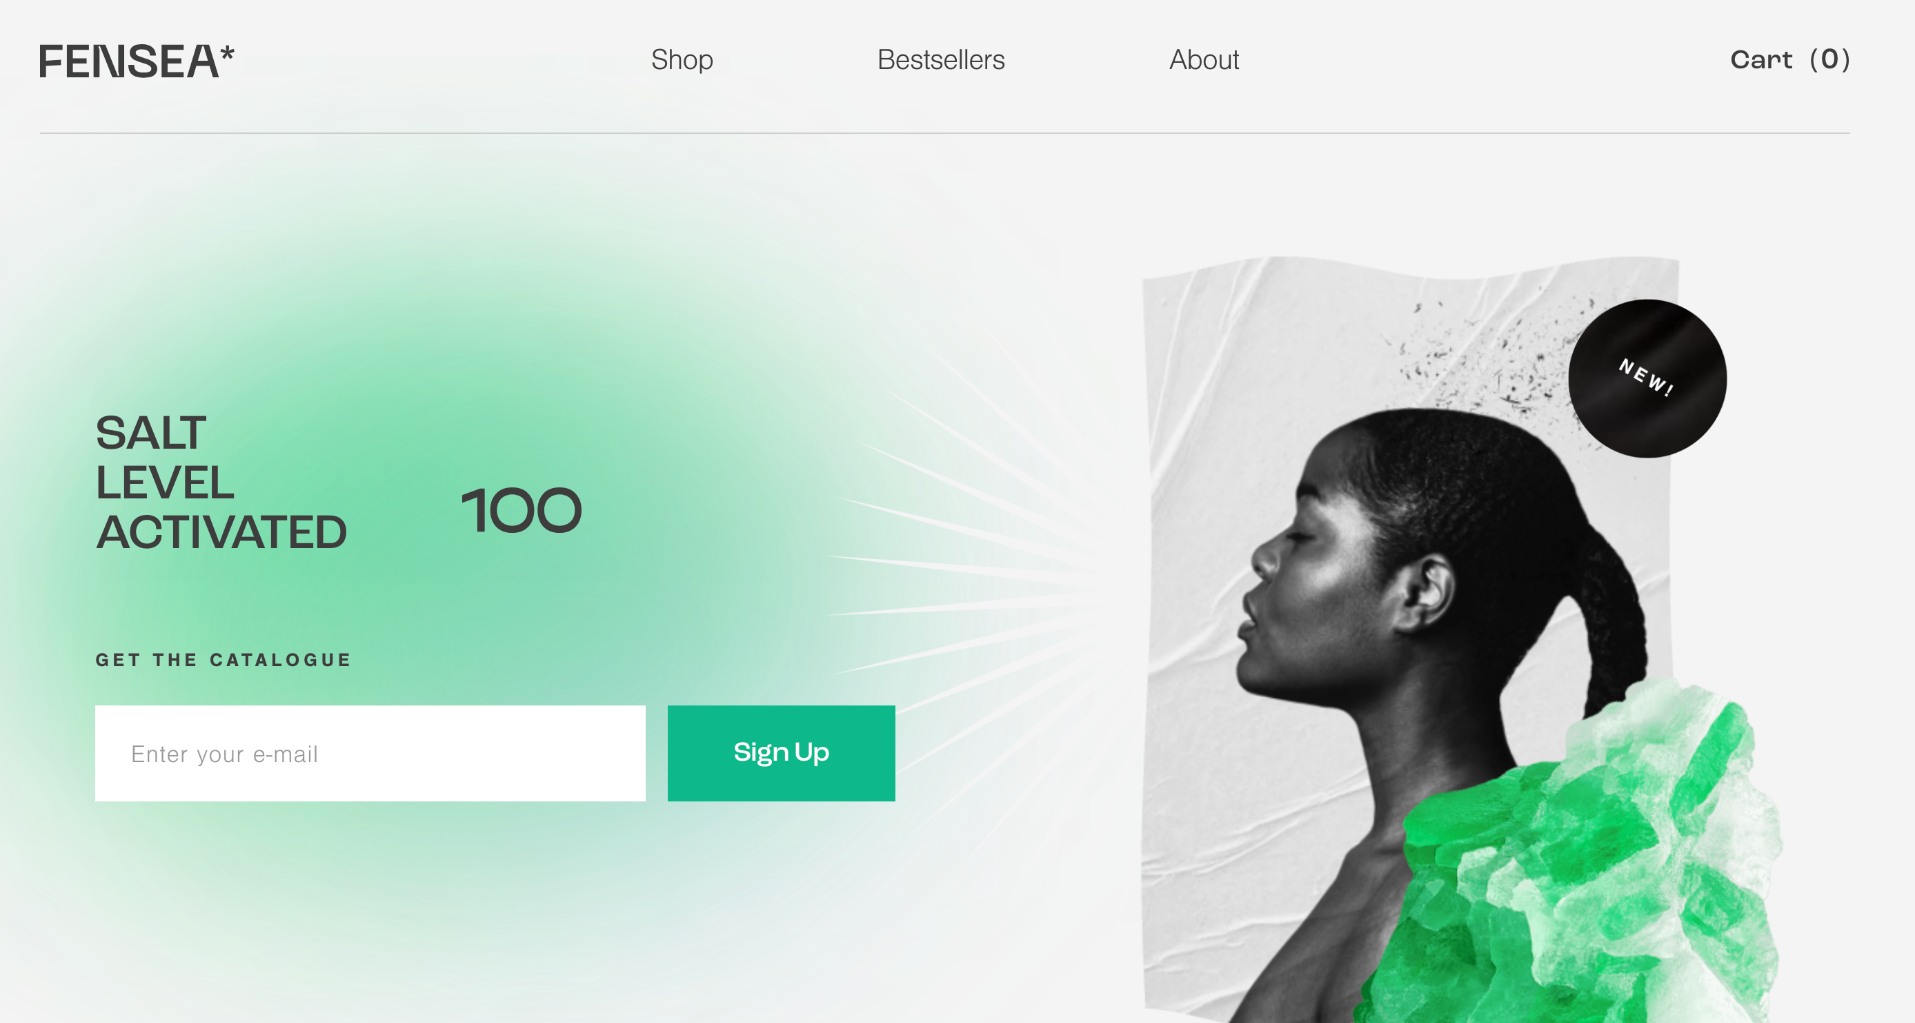 FENSEA*
Shop
Bestsellers
About
Cart (0)
NEW!
SALT
LEVEL
ACTIVATED
100
GET THE CATALOGUE
Enter your e-mail
Sign Up